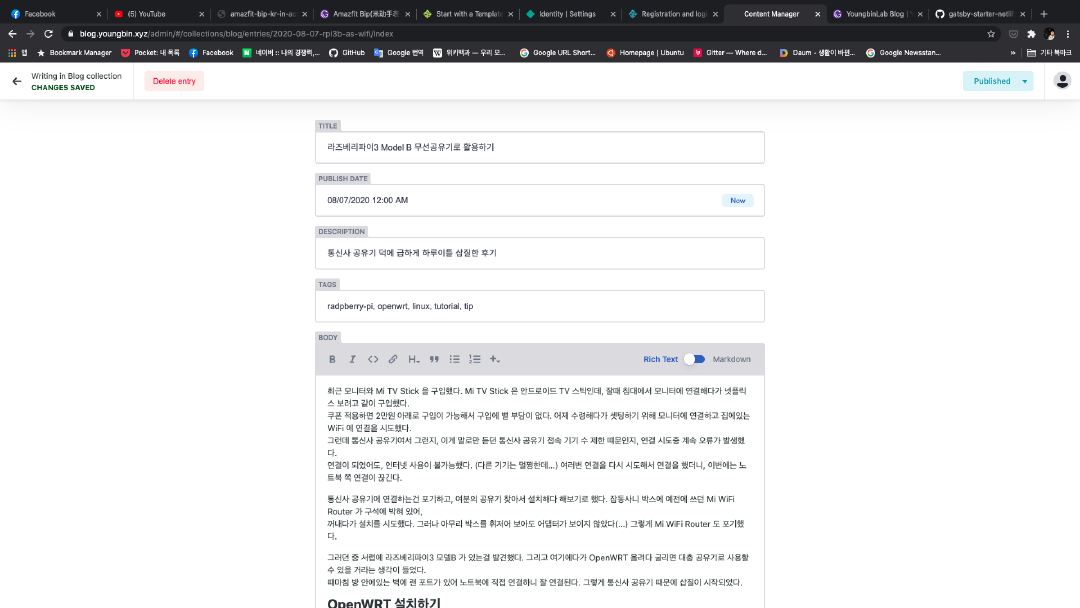 Facebook
(5) YouTube
amazfit-bip-kr-in-ac
Amazfit Bip(米动手表
Start with a Template
Identity | Settings
Registration and logi
Content Manager
YoungbinLab Blog | Y
gatsby-starter-netlif
blog.youngbin.xyz/admin/#/collections/blog/entries/2020-08-07-rpi3b-as-wifi/index
앱
Bookmark Manager
Pocket: 내 목록
Facebook
네이버 :: 나의 경쟁력,...
GitHub
Google 번역
위키백과 — 우리 모...
Google URL Short...
Homepage | Ubuntu
Gitter — Where d...
Daum - 생활이 바뀐...
Google Newsstan...
»
기타 북마크
Writing in Blog collection
CHANGES SAVED
Delete entry
Published
TITLE
라즈베리파이3 Model B 무선공유기로 활용하기
PUBLISH DATE
08/07/2020 12:00 AM
Now
DESCRIPTION
통신사 공유기 덕에 급하게 하루이틀 삽질한 후기
TAGS
radpberry-pi, openwrt, linux, tutorial, tip
BODY
Rich Text
Markdown
최근 모니터와 Mi TV Stick 을 구입했다. Mi TV Stick 은 안드로이드 TV 스틱인데, 잘때 침대에서 모니터에 연결해다가 넷플릭
스 보려고 같이 구입했다.
쿠폰 적용하면 2만원 아래로 구입이 가능해서 구입에 별 부담이 없다. 어제 수령해다가 셋팅하기 위해 모니터에 연결하고 집에있는
WiFi 에 연결을 시도했다.
그런데 통신사 공유기여서 그런지, 이게 말로만 듣던 통신사 공유기 접속 기기 수 제한 때문인지, 연결 시도중 계속 오류가 발생했
다.
연결이 되었어도, 인터넷 사용이 불가능했다. (다른 기기는 멀쩡한데...) 여러번 연결을 다시 시도해서 연결을 했더니, 이번에는 노
트북 쪽 연결이 끊긴다.
통신사 공유기에 연결하는건 포기하고, 여분의 공유기 찾아서 설치해다 해보기로 했다. 잡동사니 박스에 예전에 쓰던 Mi WiFi
Router 가 구석에 박혀 있어,
꺼내다가 설치를 시도했다. 그러나 아무리 박스를 휘저어 보아도 어댑터가 보이지 않았다(...) 그렇게 Mi WiFi Router 도 포기했
다.
그러던 중 서랍에 라즈베리파이3 모델B 가 있는걸 발견했다. 그리고 여기에다가 OpenWRT 올려다 굴리면 대충 공유기로 사용할
수 있을 거라는 생각이 들었다.
때마침 방 안에있는 벽에 랜 포트가 있어 노트북에 직접 연결하니 잘 연결된다. 그렇게 통신사 공유기 때문에 삽질이 시작되었다.
OpenWRT 설치하기